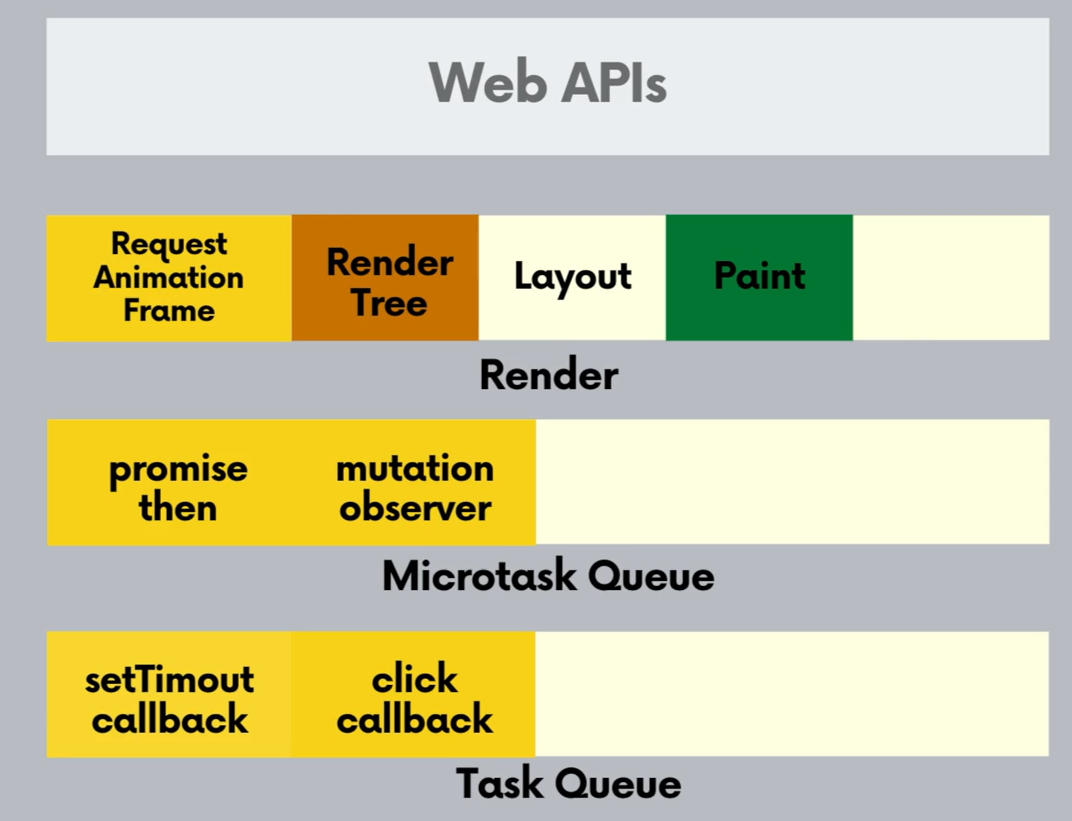 Web APIs
Request
Animation
Frame
Render
Tree
Layout
Paint
Render
promise
then
mutation
observer
Microtask Queue
setTimout
callback
click
callback
Task Queue